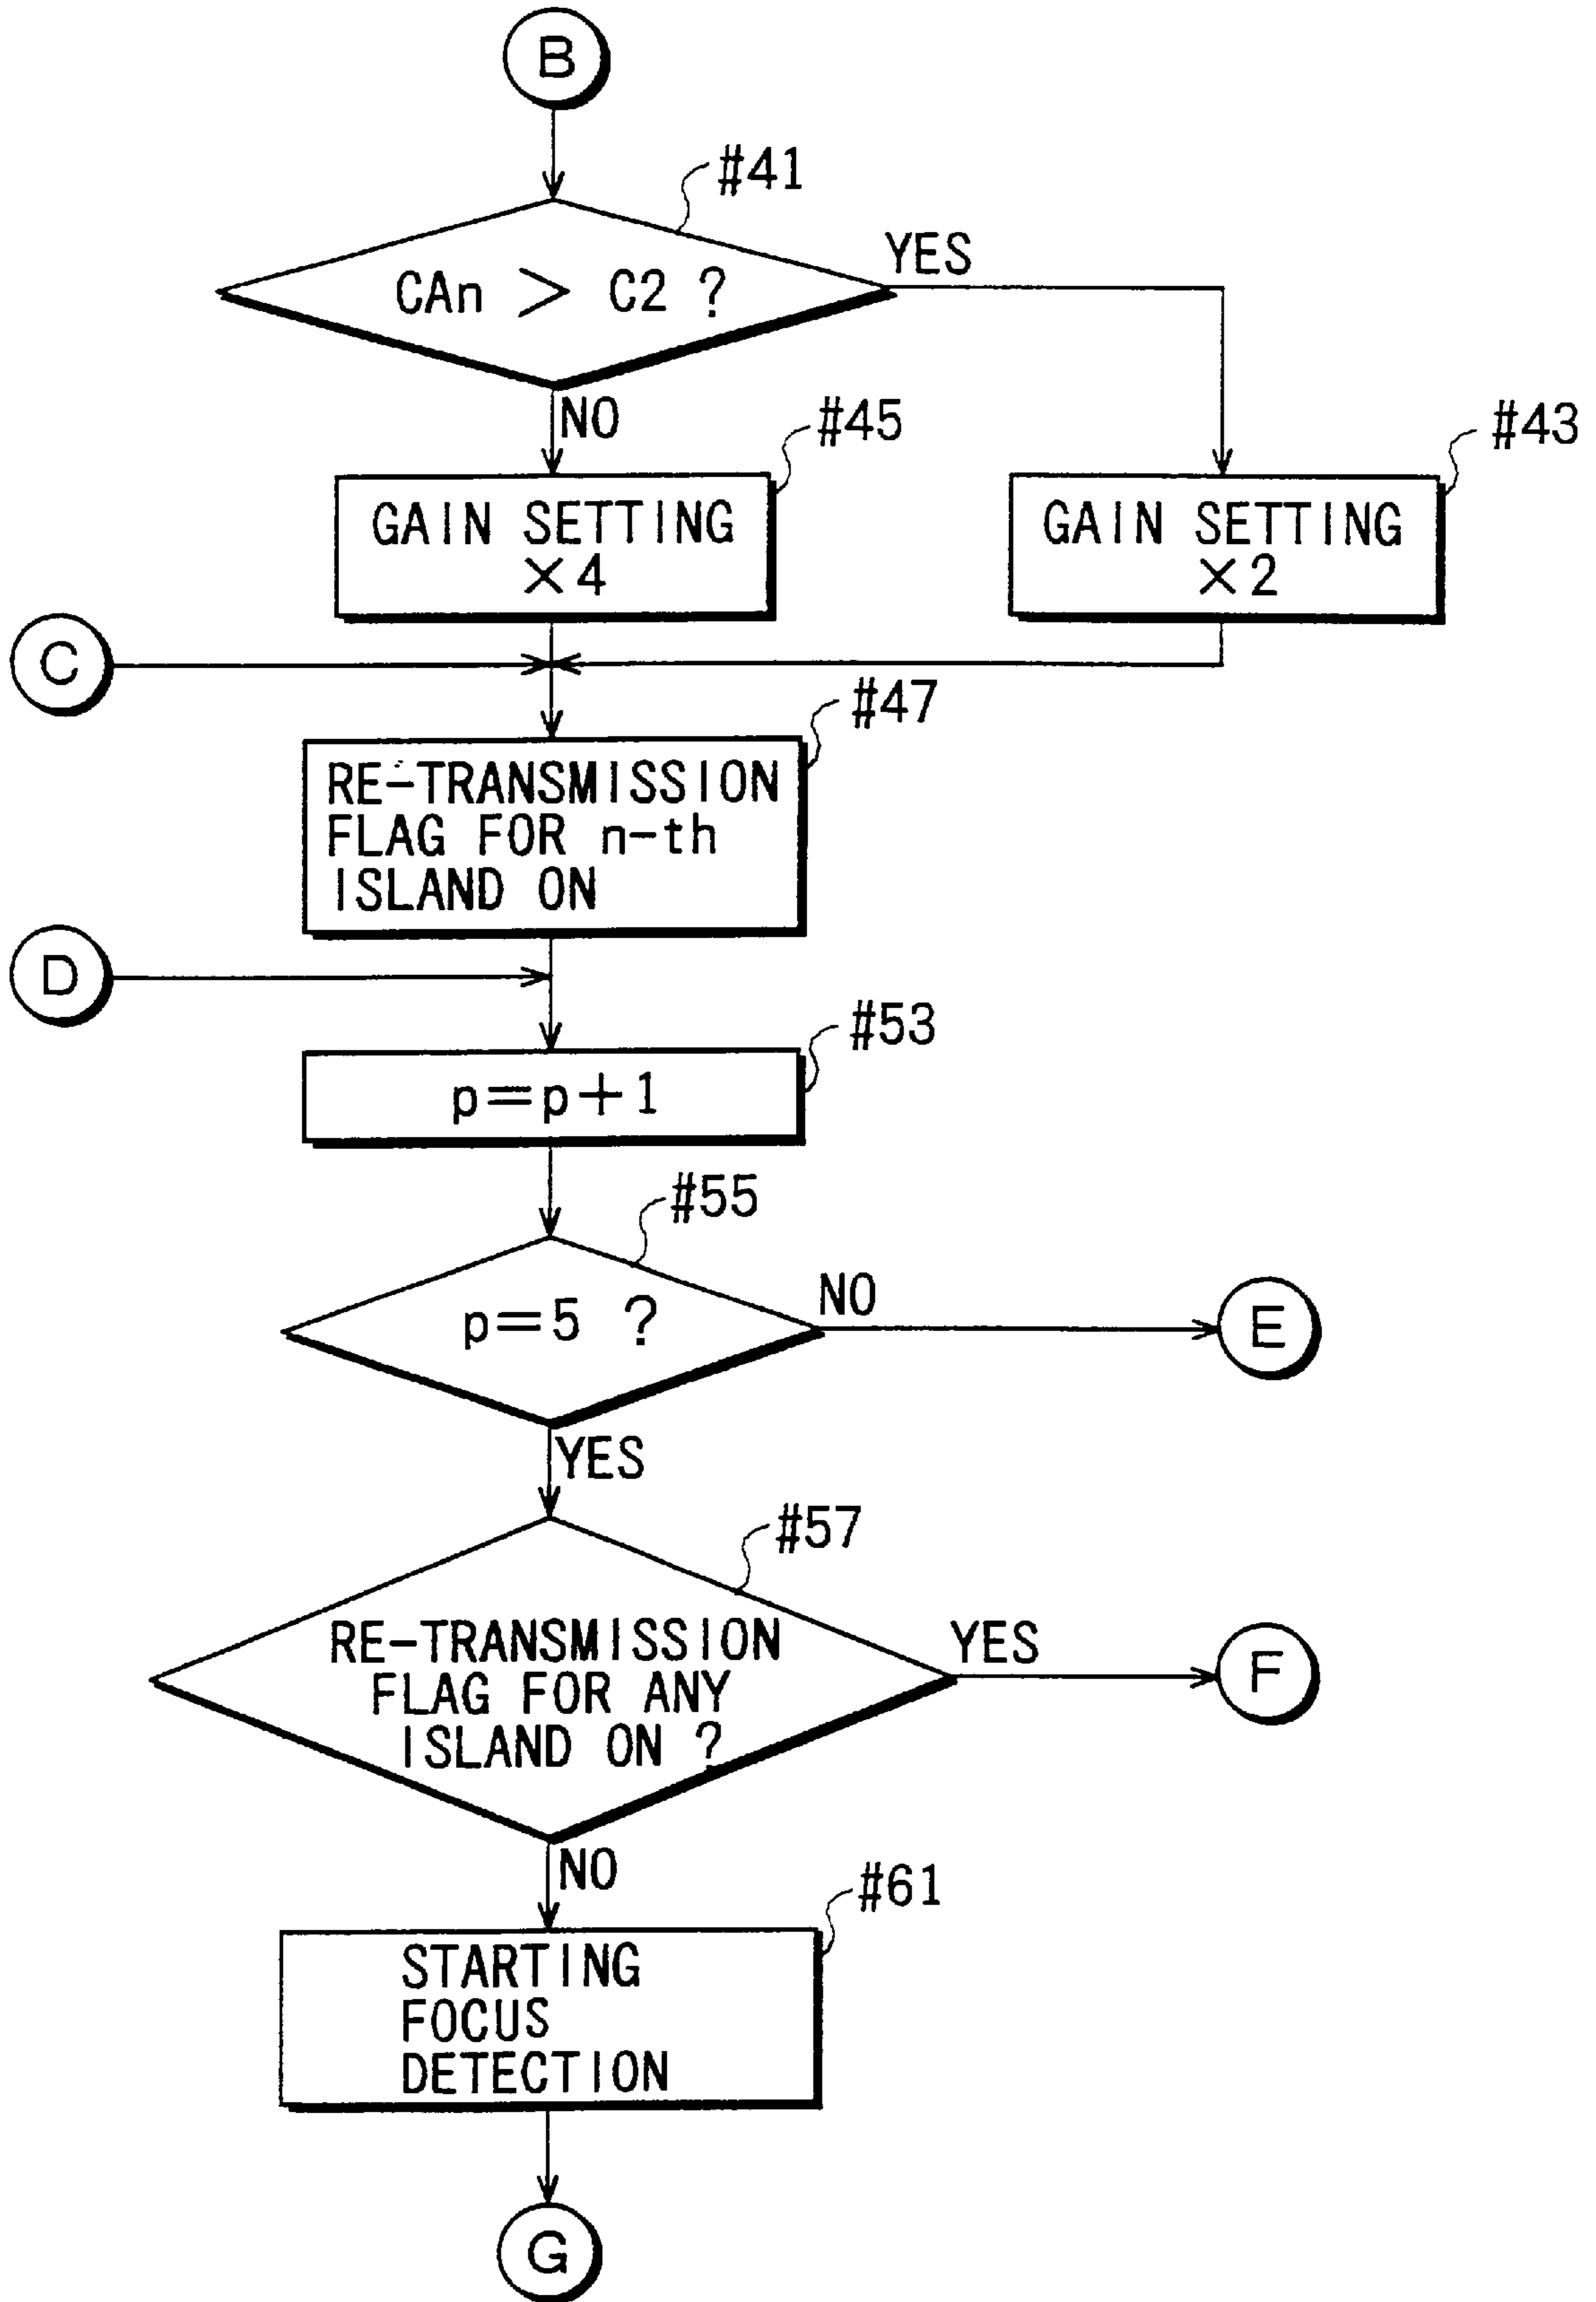 B
#41
CAn > C2 ?
YES
NO
#45
#43
GAIN SETTING
×4
GAIN SETTING
×2
C
#47
RE-TRANSMISSION
FLAG FOR n-th
ISLAND ON
D
#53
p=p+1
#55
p=5 ?
NO
E
YES
#57
RE-TRANSMISSION
FLAG FOR ANY
ISLAND ON ?
YES
F
NO
#61
STARTING
FOCUS
DETECTION
G